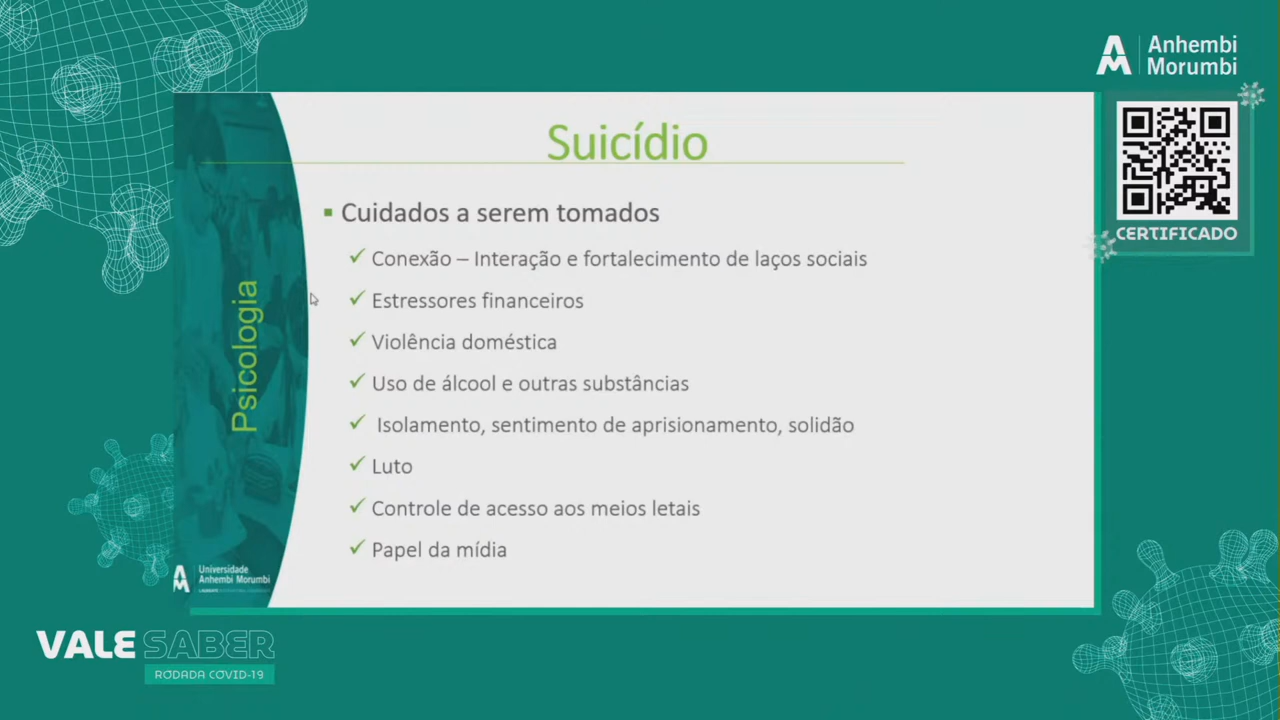 Anhembi
Morumbi
Suicídio
▪ Cuidados a serem tomados
✓ Conexão – Interação e fortalecimento de laços sociais
✓ Estressores financeiros
✓ Violência doméstica
✓ Uso de álcool e outras substâncias
✓ Isolamento, sentimento de aprisionamento, solidão
✓ Luto
✓ Controle de acesso aos meios letais
✓ Papel da mídia
Psicologia
Universidade
Anhembi Morumbi
CERTIFICADO
VALE SABER
RODADA COVID-19